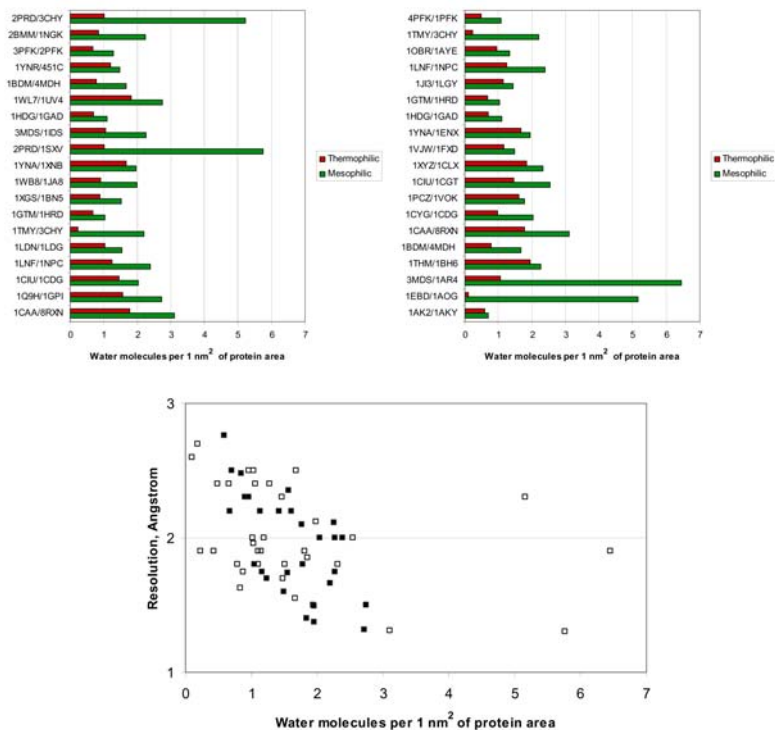 2PRD/3CHY
2BMM/1NGK
3PFK/2PFK
1YNR/451C
1BDM/4MDH
1WL7/1UV4
1HDG/1GAD
3MDS/1IDS
2PRD/1SXV
1YNA/1XNB
1WB8/1JA8
1XGS/1BN5
1GTM/1HRD
1TMY/3CHY
1LDN/1LDG
1LNF/1NPC
1CIU/1CDG
1Q9H/1GPI
1CAA/8RXN
0 1 2 3 4 5 6 7
Water molecules per 1 nm² of protein area
Thermophilic
Mesophilic
4PFK/1PFK
1TMY/3CHY
1OBR/1AYE
1LNF/1NPC
1JI3/1LGY
1GTM/1HRD
1HDG/1GAD
1YNA/1ENX
1VJW/1FXD
1XYZ/1CLX
1CIU/1CGT
1PCZ/1VOK
1CYG/1CDG
1CAA/8RXN
1BDM/4MDH
1THM/1BH6
3MDS/1AR4
1EBD/1AOG
1AK2/1AKY
0 1 2 3 4 5 6 7
Water molecules per 1 nm² of protein area
Thermophilic
Mesophilic
Resolution, Angstrom
3
2
1
0 1 2 3 4 5 6 7
Water molecules per 1 nm² of protein area